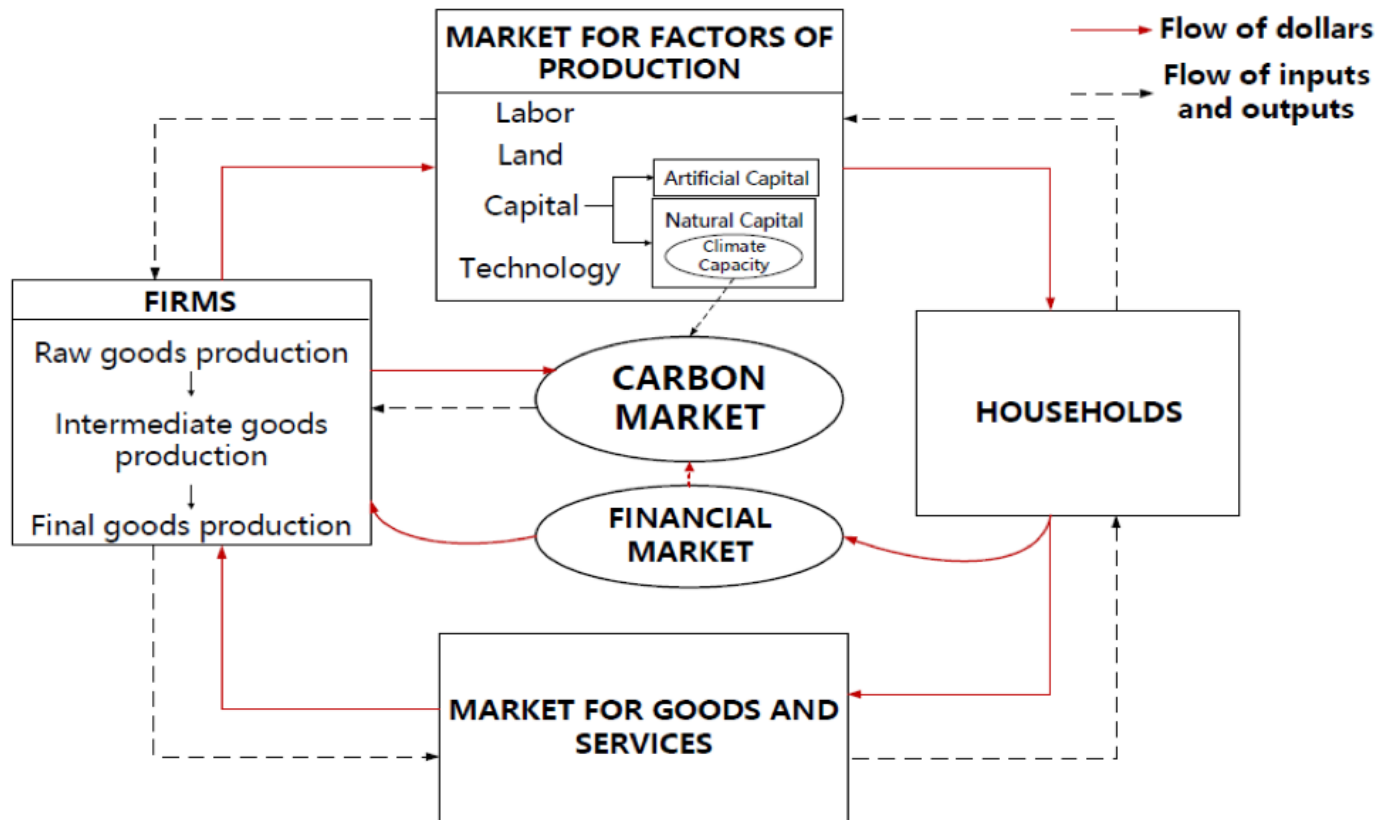 MARKET FOR FACTORS OF
PRODUCTION
Labor
Land
Capital
Technology
Artificial Capital
Natural Capital
Climate
Capacity
Flow of dollars
Flow of inputs
and outputs
FIRMS
Raw goods production
Intermediate goods
production
Final goods production
CARBON
MARKET
FINANCIAL
MARKET
HOUSEHOLDS
MARKET FOR GOODS AND
SERVICES